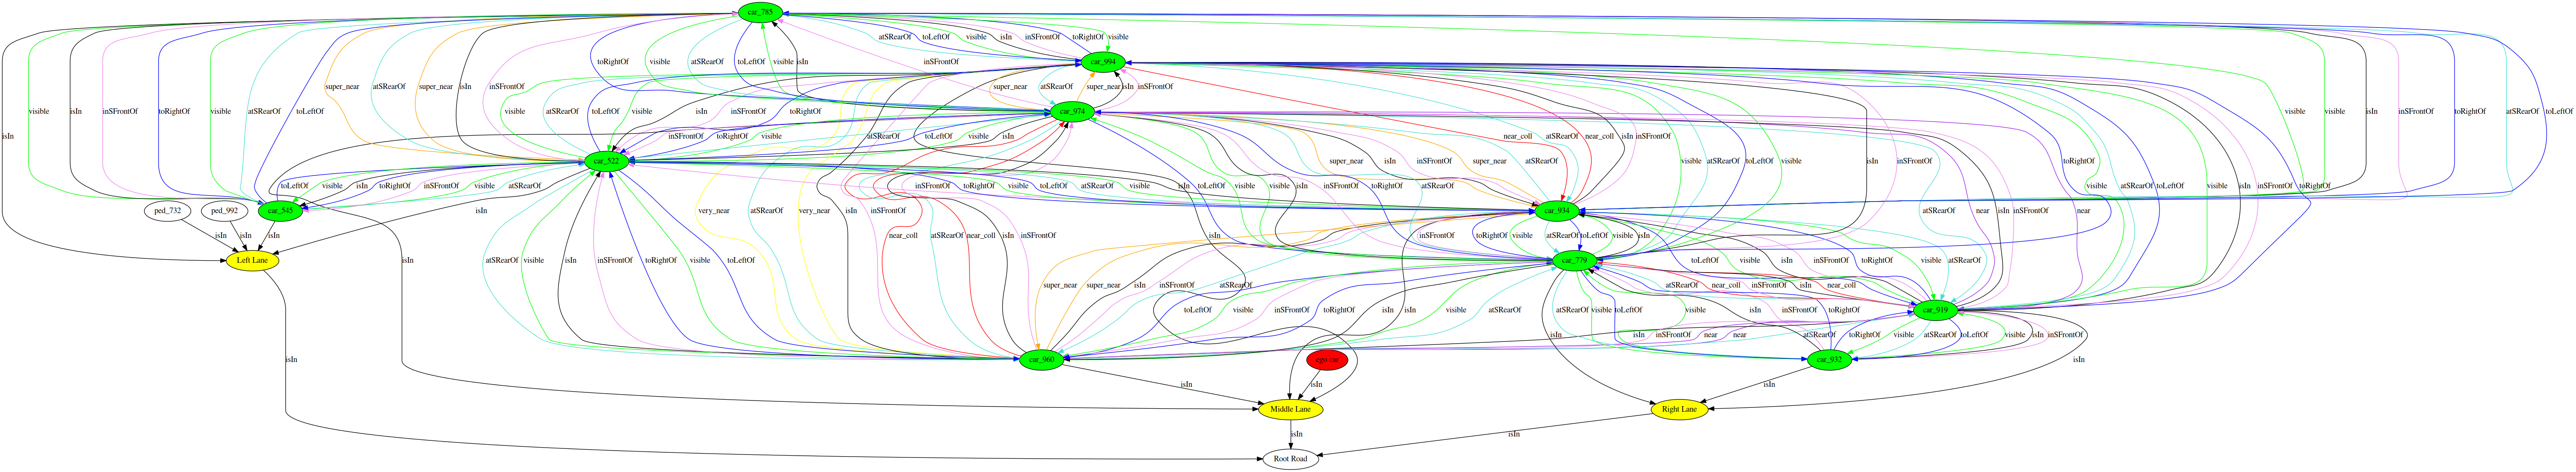 car_785
atSRearOf toLeftOf visible isIn inSFrontOf toRightOf visible
toRightOf visible atSRearOf toLeftOf visible isIn inSFrontOf
car_994
super_near atSRearOf super_near isIn inSFrontOf super_near atSRearOf super_near isIn inSFrontOf
visible isIn inSFrontOf toRightOf visible atSRearOf toLeftOf visible atSRearOf toLeftOf visible isIn inSFrontOf toRightOf visible visible isIn inSFrontOf toRightOf atSRearOf toLeftOf
car_974
isIn visible inSFrontOf toRightOf visible isIn atSRearOf toLeftOf visible near_coll atSRearOf near_coll isIn inSFrontOf
car_522
super_near isIn inSFrontOf super_near atSRearOf visible atSRearOf toLeftOf visible isIn inSFrontOf toRightOf visible atSRearOf toLeftOf visible isIn inSFrontOf toRightOf
toLeftOf visible isIn toRightOf inSFrontOf visible atSRearOf
inSFrontOf toRightOf visible toLeftOf atSRearOf visible isIn toLeftOf visible visible isIn inSFrontOf toRightOf atSRearOf
ped_732 ped_992 car_545 car_934 near atSRearOf isIn inSFrontOf near
isIn isIn isIn isIn very_near atSRearOf very_near isIn inSFrontOf near_coll atSRearOf near_coll isIn inSFrontOf toRightOf visible atSRearOf toLeftOf visible isIn
Left Lane car_779
isIn atSRearOf visible isIn inSFrontOf toRightOf visible toLeftOf toLeftOf visible isIn inSFrontOf toRightOf visible atSRearOf
super_near super_near isIn inSFrontOf atSRearOf atSRearOf near_coll inSFrontOf isIn near_coll
toLeftOf visible inSFrontOf toRightOf isIn atSRearOf atSRearOf visible toLeftOf visible isIn inSFrontOf toRightOf car_919
isIn isIn inSFrontOf near near atSRearOf visible atSRearOf toLeftOf visible isIn inSFrontOf
car_960 ego-car car_932
isIn isIn isIn isIn
Middle Lane Right Lane
isIn isIn
Root Road